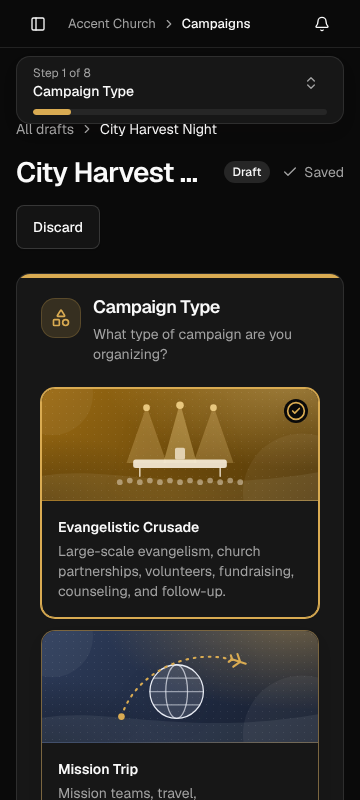 Accent Church > Campaigns
Step 1 of 8
Campaign Type
All drafts > City Harvest Night
City Harvest ...
Draft
Saved
Discard
Campaign Type
What type of campaign are you
organizing?
Evangelistic Crusade
Large-scale evangelism, church
partnerships, volunteers, fundraising,
counseling, and follow-up.
Mission Trip
Mission teams, travel,